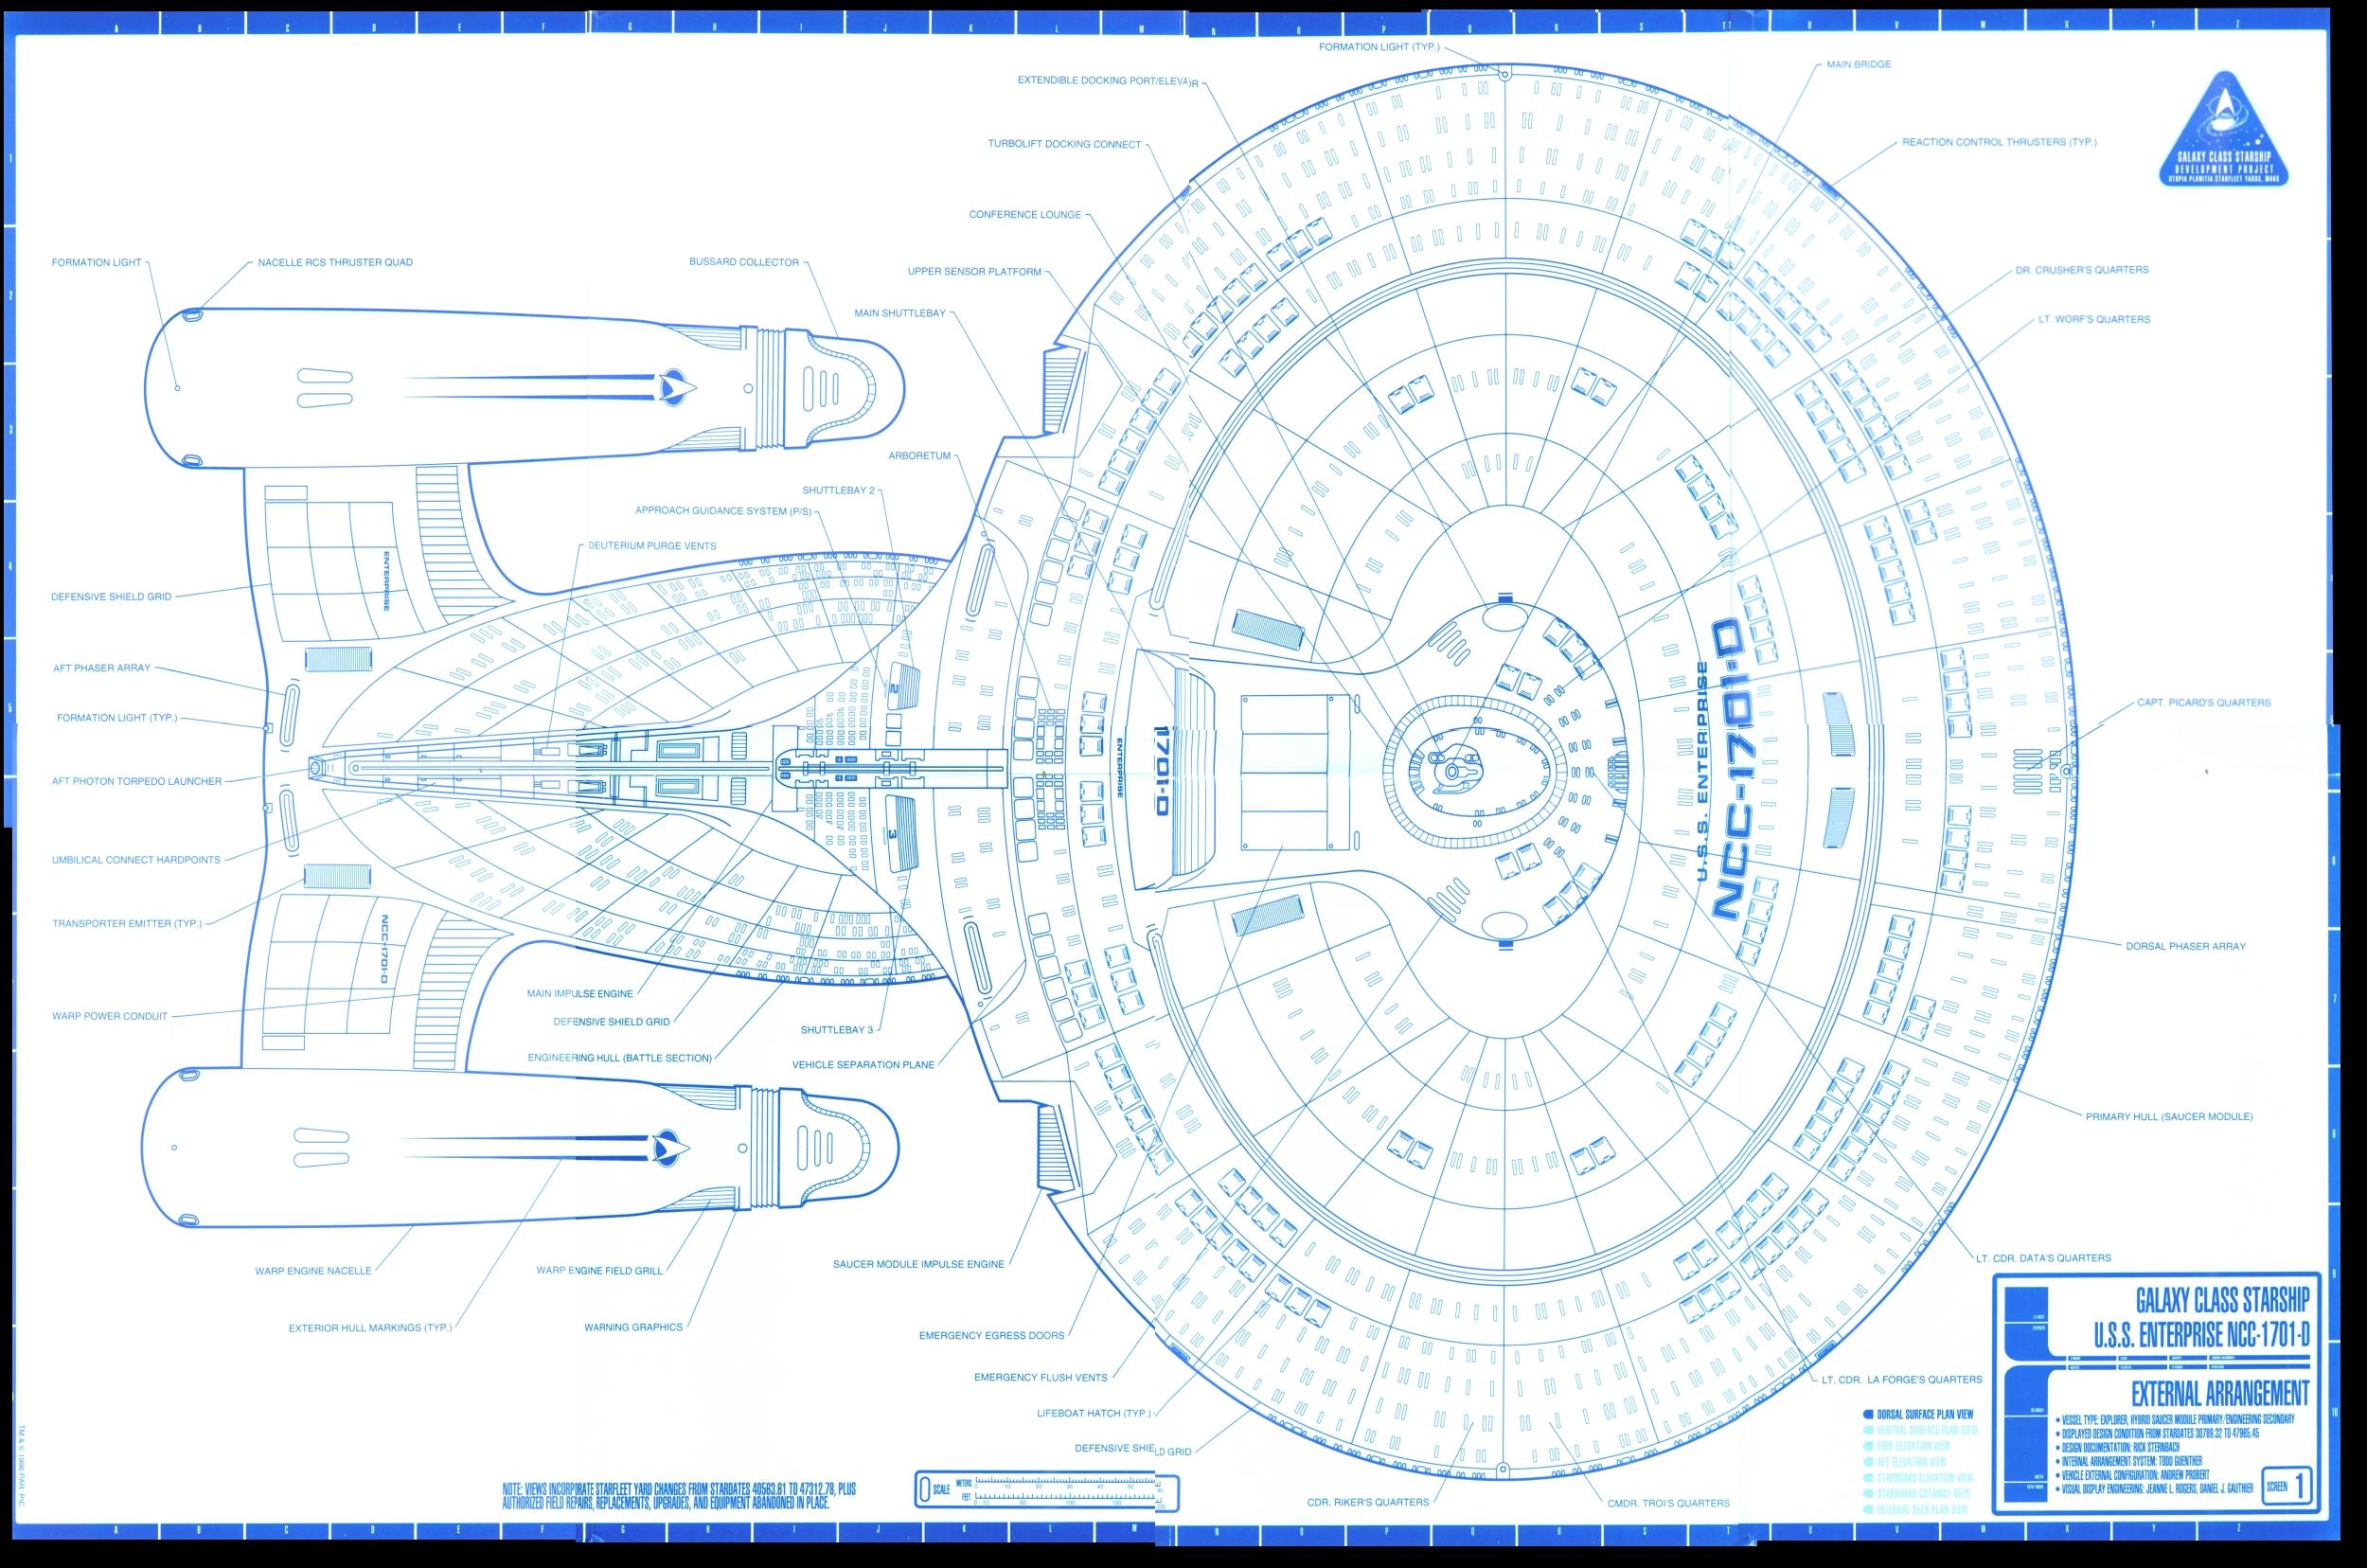 A B C D E F G H I J K L M N O P Q R S T U V W X Y Z
FORMATION LIGHT (TYP.)
EXTENDIBLE DOCKING PORT/ELEVA
MAIN BRIDGE
TURBOLIFT DOCKING CONNECT
REACTION CONTROL THRUSTERS (TYP.)
GALAXY CLASS STARSHIP
DEVELOPMENT PROJECT
UTOPIA PLANITIA STARFLEET YARDS, MARS
CONFERENCE LOUNGE
FORMATION LIGHT
NACELLE RCS THRUSTER QUAD
BUSSARD COLLECTOR
UPPER SENSOR PLATFORM
DR. CRUSHER'S QUARTERS
MAIN SHUTTLEBAY
LT. WORF'S QUARTERS
ARBORETUM
SHUTTLEBAY 2
APPROACH GUIDANCE SYSTEM (P/S)
DEUTERIUM PURGE VENTS
ENTERPRISE
DEFENSIVE SHIELD GRID
AFT PHASER ARRAY
2
FORMATION LIGHT (TYP.)
CAPT. PICARD'S QUARTERS
AFT PHOTON TORPEDO LAUNCHER
ENTERPRISE
1701-D
U.S.S. ENTERPRISE
NCC-1701-D
UMBILICAL CONNECT HARDPOINTS
3
TRANSPORTER EMITTER (TYP.)
NCC-1701-D
DORSAL PHASER ARRAY
WARP POWER CONDUIT
MAIN IMPULSE ENGINE
DEFENSIVE SHIELD GRID
SHUTTLEBAY 3
ENGINEERING HULL (BATTLE SECTION)
VEHICLE SEPARATION PLANE
PRIMARY HULL (SAUCER MODULE)
WARP ENGINE NACELLE
WARP ENGINE FIELD GRILL
SAUCER MODULE IMPULSE ENGINE
LT. CDR. DATA'S QUARTERS
EXTERIOR HULL MARKINGS (TYP.)
WARNING GRAPHICS
EMERGENCY EGRESS DOORS
EMERGENCY FLUSH VENTS
LT. CDR. LA FORGE'S QUARTERS
LIFEBOAT HATCH (TYP.)
DEFENSIVE SHIELD GRID
CDR. RIKER'S QUARTERS
CMDR. TROI'S QUARTERS
GALAXY CLASS STARSHIP
U.S.S. ENTERPRISE NCC-1701-D
EXTERNAL ARRANGEMENT
• VESSEL TYPE: EXPLORER, HYBRID SAUCER MODULE PRIMARY/ENGINEERING SECONDARY
• DISPLAYED DESIGN CONDITION FROM STARDATES 30789.32 TO 47965.45
• DESIGN DOCUMENTATION: RICK STERNBACH
• INTERNAL ARRANGEMENT SYSTEM: TODD GUENTHER
• VEHICLE EXTERNAL CONFIGURATION: ANDREW PROBERT
• VISUAL DISPLAY ENGINEERING: JEANNE L. ROGERS, DANIEL J. GAUTHIER
SCREEN 1
DORSAL SURFACE PLAN VIEW
VENTRAL SURFACE PLAN VIEW
FORE ELEVATION VIEW
AFT ELEVATION VIEW
STARBOARD ELEVATION VIEW
STARBOARD CUTAWAY VIEW
INTERNAL DECK PLAN VIEW
NOTE: VIEWS INCORPORATE STARFLEET YARD CHANGES FROM STARDATES 40563.61 TO 47312.78, PLUS
AUTHORIZED FIELD REPAIRS, REPLACEMENTS, UPGRADES, AND EQUIPMENT ABANDONED IN PLACE.
SCALE
METERS 0 10 20 30 40 50
FEET 0 10 50 100 150
TM & © 1996 PAR. PIC.
A B C D E F G H I J K L M N O P Q R S T U V W X Y Z
1 2 3 4 5 6 7 8 9 10